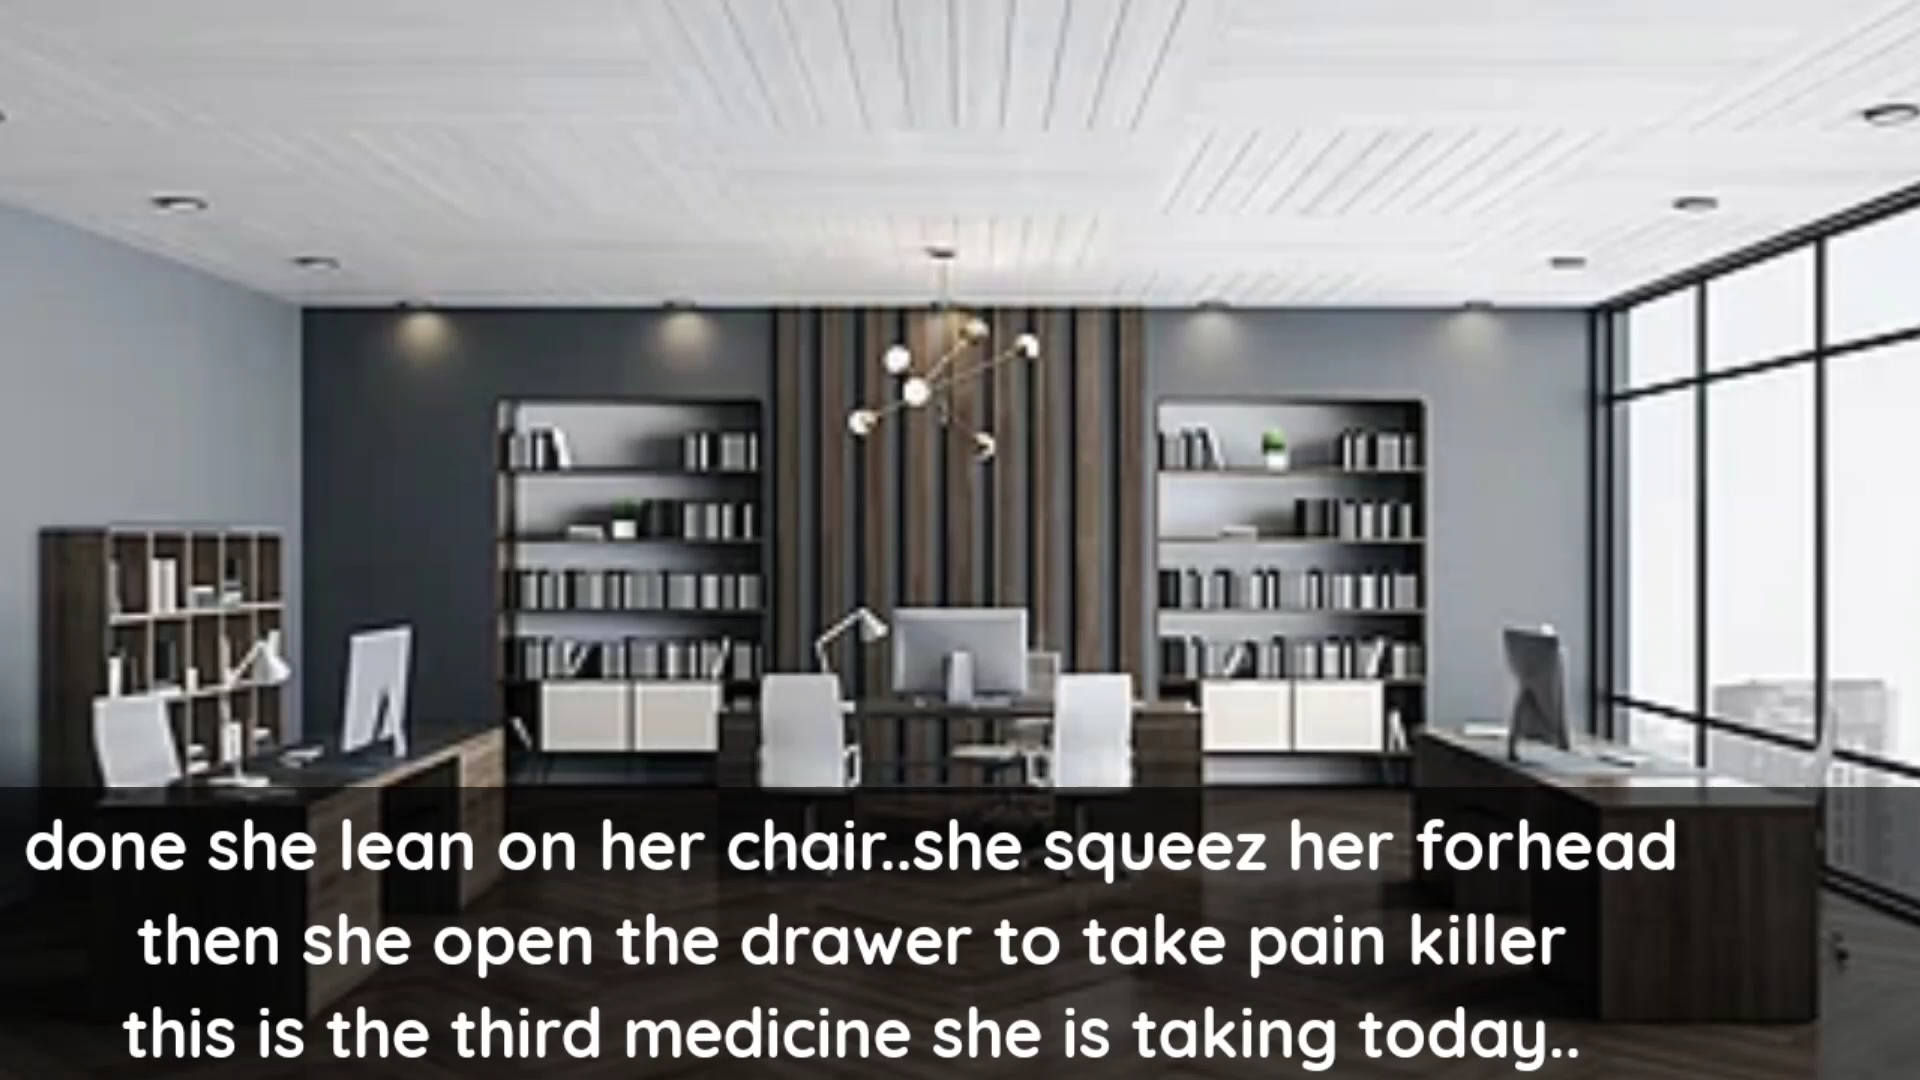 done she lean on her chair..she squeez her forhead
then she open the drawer to take pain killer
this is the third medicine she is taking today..